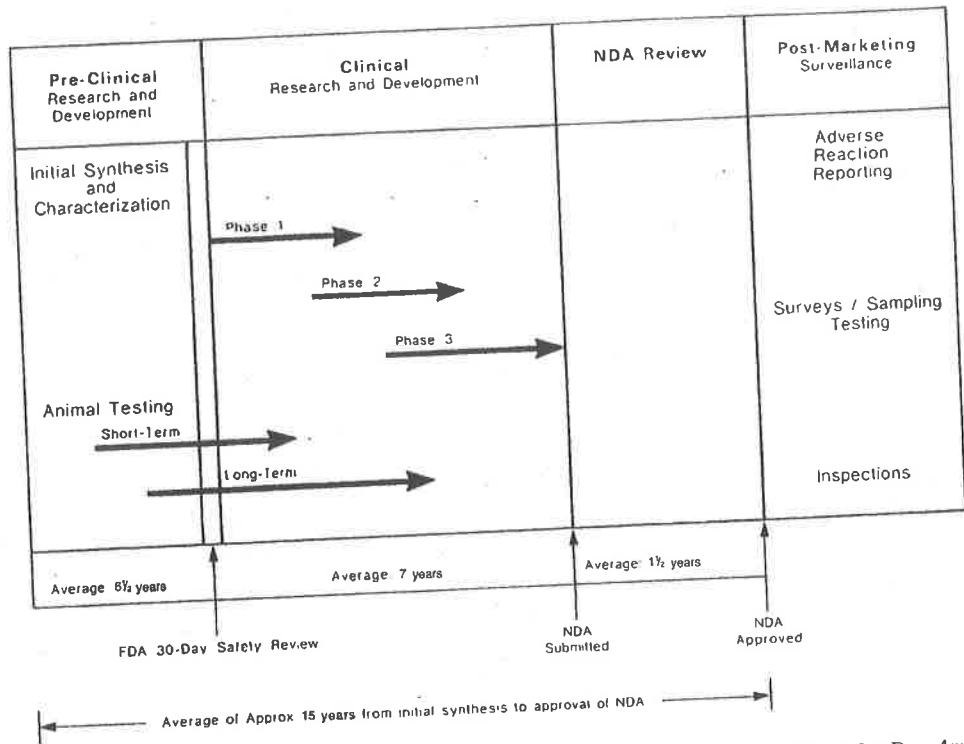 Pre-Clinical
Research and
Development
Clinical
Research and Development
NDA Review
Post-Marketing
Surveillance
Initial Synthesis
and
Characterization
Adverse
Reaction
Reporting
Phase 1
Phase 2
Surveys / Sampling
Testing
Phase 3
Animal Testing
Short-Term
Long-Term
Inspections
Average 6½ years
Average 7 years
Average 1½ years
FDA 30-Day Safety Review
NDA
Submitted
NDA
Approved
Average of Approx 15 years from initial synthesis to approval of NDA